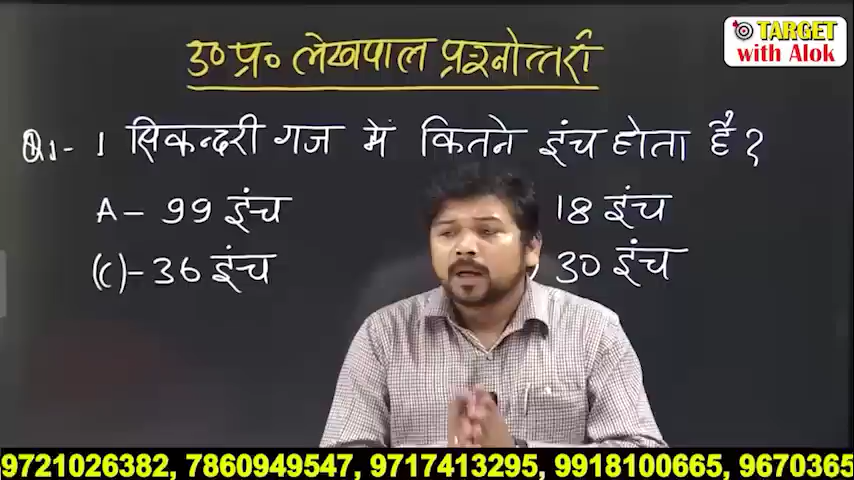 TARGET
with Alok
उ०प्र० लेखपाल प्रश्नोत्तरी
Q1- 1 सिकन्दरी गज में कितने इंच होता है?
A- 99 इंच 18 इंच
(C)- 36 इंच 30 इंच
9721026382, 7860949547, 9717413295, 9918100665, 9670365